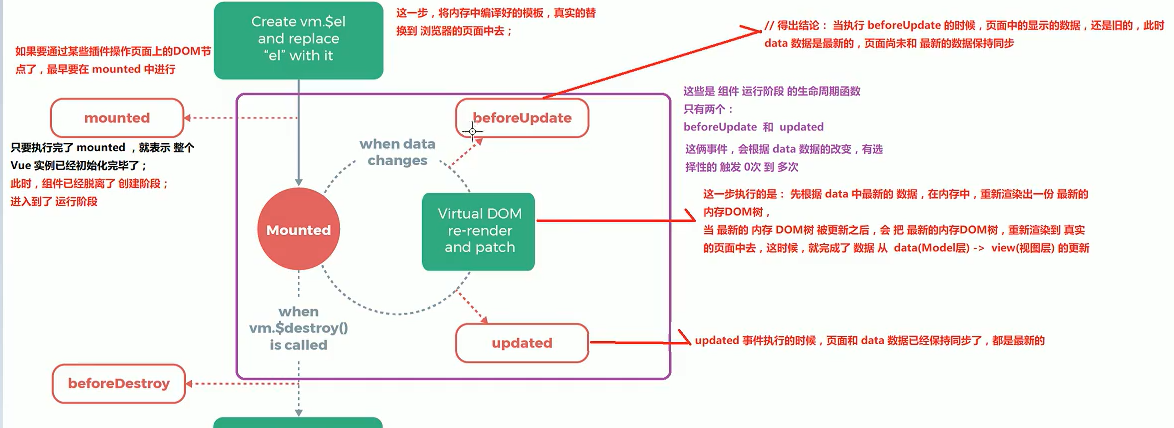 Create vm.$el
and replace
"el" with it
这一步，将内存中编译好的模板，真实的替
换到 浏览器的页面中去；
// 得出结论： 当执行 beforeUpdate 的时候，页面中的显示的数据，还是旧的，此时
data 数据是最新的，页面尚未和 最新的数据保持同步
如果要通过某些插件操作页面上的DOM节
点了，最早要在 mounted 中进行
mounted
只要执行完了 mounted ，就表示 整个
Vue 实例已经初始化完毕了；
此时，组件已经脱离了 创建阶段；
进入到了 运行阶段
beforeUpdate
when data
changes
这些是 组件 运行阶段 的生命周期函数
只有两个：
beforeUpdate 和 updated
这俩事件，会根据 data 数据的改变，有选
择性的 触发 0次 到 多次
Mounted
Virtual DOM
re-render
and patch
这一步执行的是： 先根据 data 中最新的 数据，在内存中，重新渲染出一份 最新的
内存DOM树，
当 最新的 内存 DOM树 被更新之后，会 把 最新的内存DOM树，重新渲染到 真实
的页面中去，这时候，就完成了 数据 从 data(Model层) -> view(视图层) 的更新
when
vm.$destroy()
is called
updated
updated 事件执行的时候，页面和 data 数据已经保持同步了，都是最新的
beforeDestroy